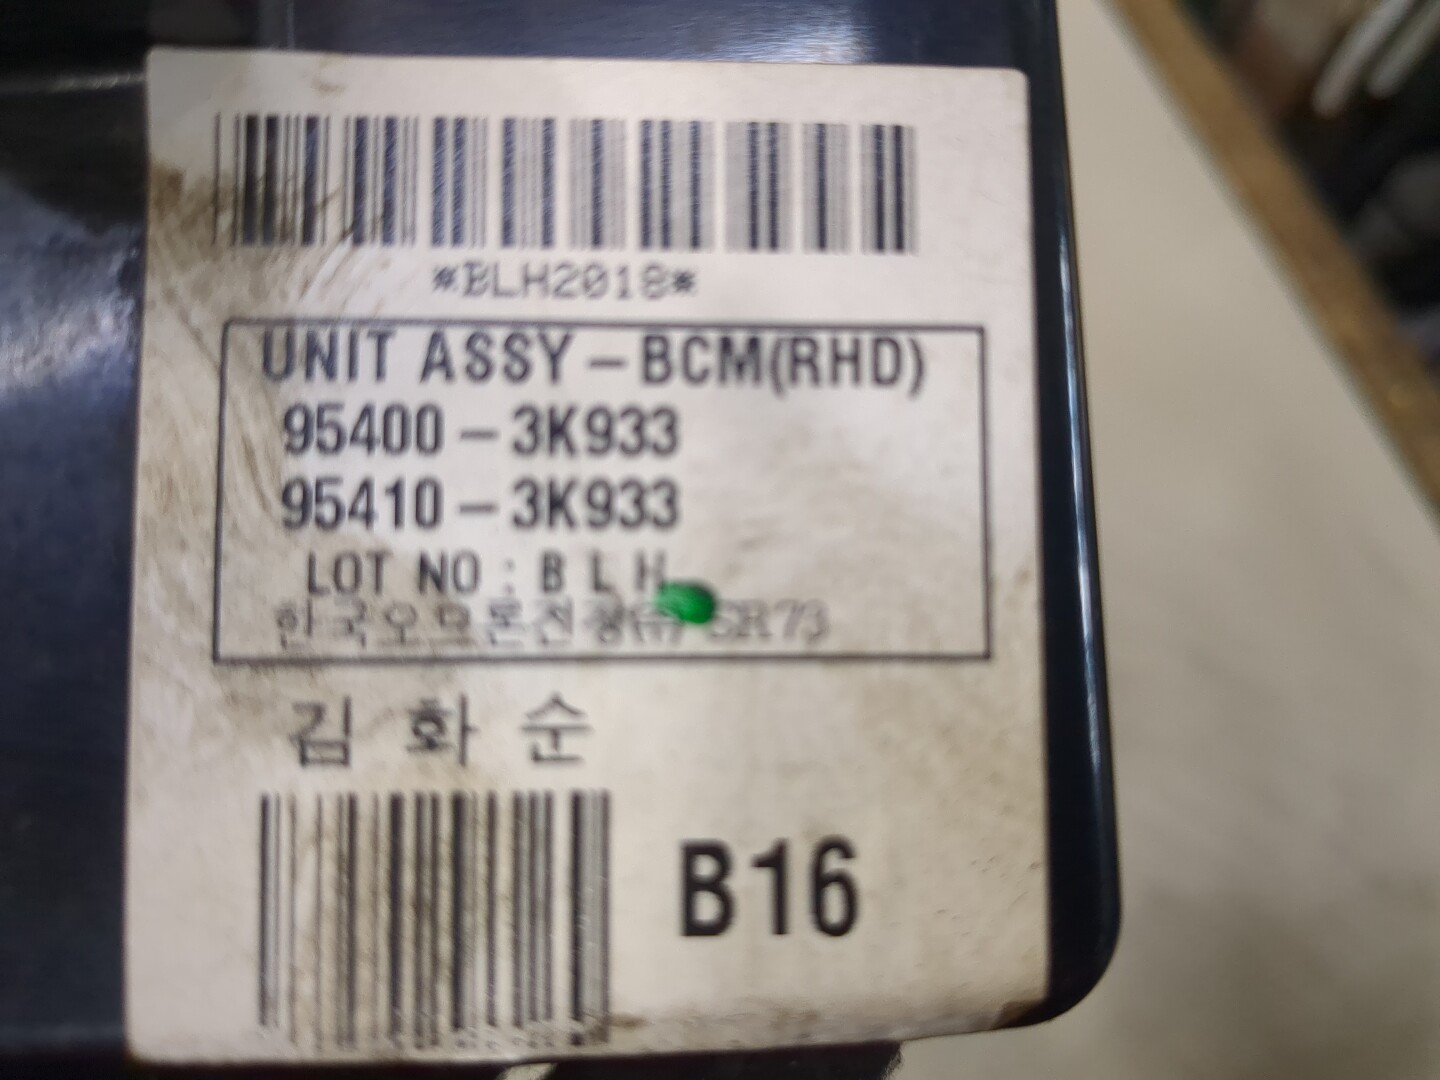 *BLH2018*
UNIT ASSY-BCM(RHD)
95400-3K933
95410-3K933
LOT NO : B L H
한국오므론전장(주) SR73
김 화 순
B16